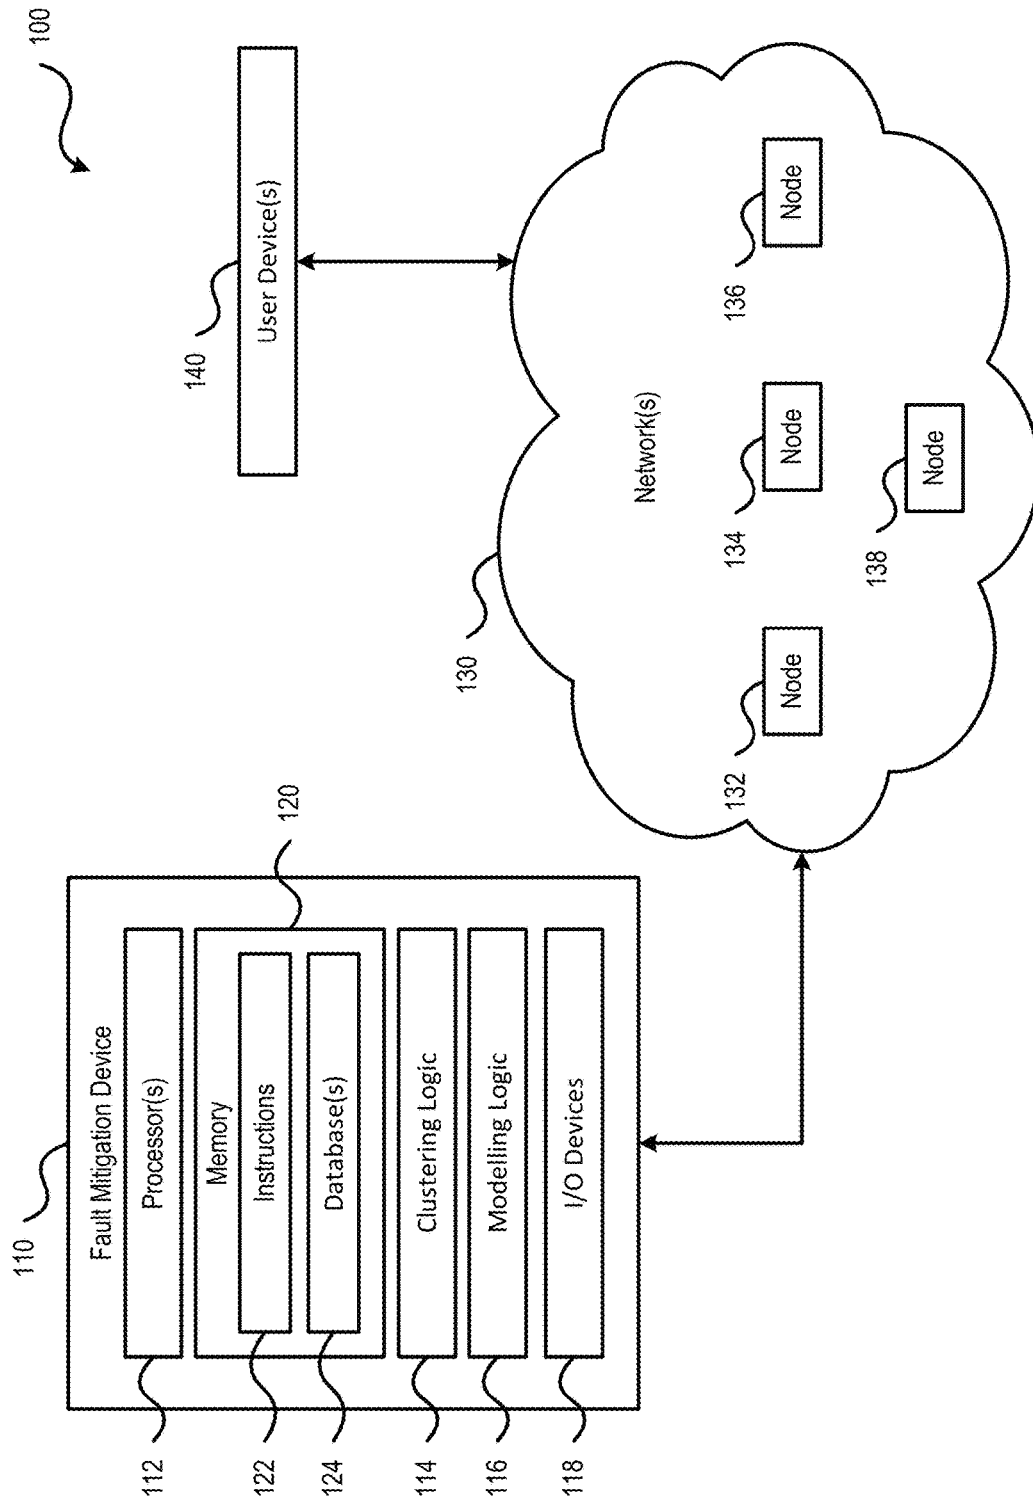 100
110
Fault Mitigation Device
112
Processor(s)
120
Memory
122
Instructions
124
Database(s)
114
Clustering Logic
116
Modelling Logic
118
I/O Devices
140
User Device(s)
130
Network(s)
132
Node
134
Node
136
Node
138
Node